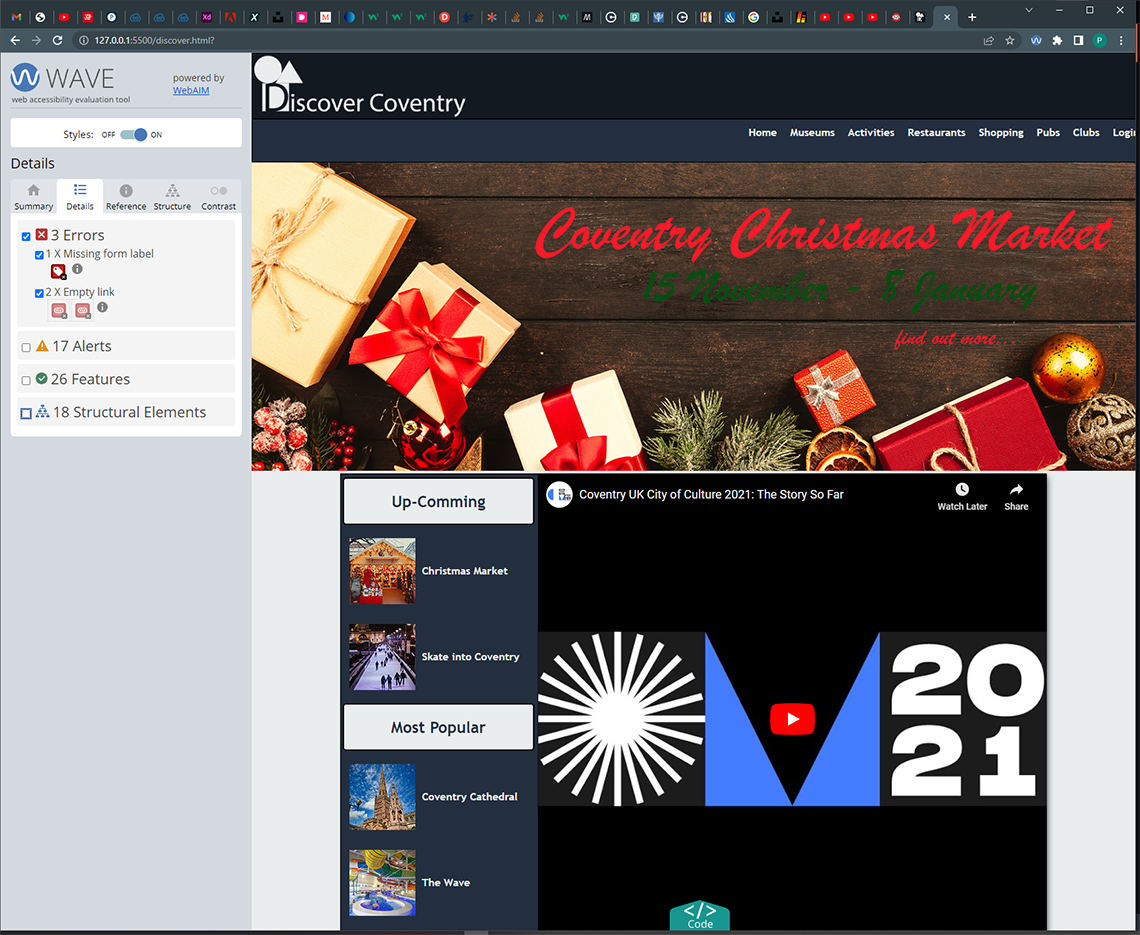 127.0.0.1:5500/discover.html?
P
WAVE
web accessibility evaluation tool
powered by
WebAIM
Styles: OFF ON
Details
Summary Details Reference Structure Contrast
3 Errors
1 X Missing form label
2 X Empty link
17 Alerts
26 Features
18 Structural Elements
Discover Coventry
Home Museums Activities Restaurants Shopping Pubs Clubs Login
Coventry Christmas Market
15 November - 8 January
find out more...
Up-Comming
Christmas Market
Skate into Coventry
Most Popular
Coventry Cathedral
The Wave
Coventry UK City of Culture 2021: The Story So Far
Watch Later Share
20
21
</> 
Code